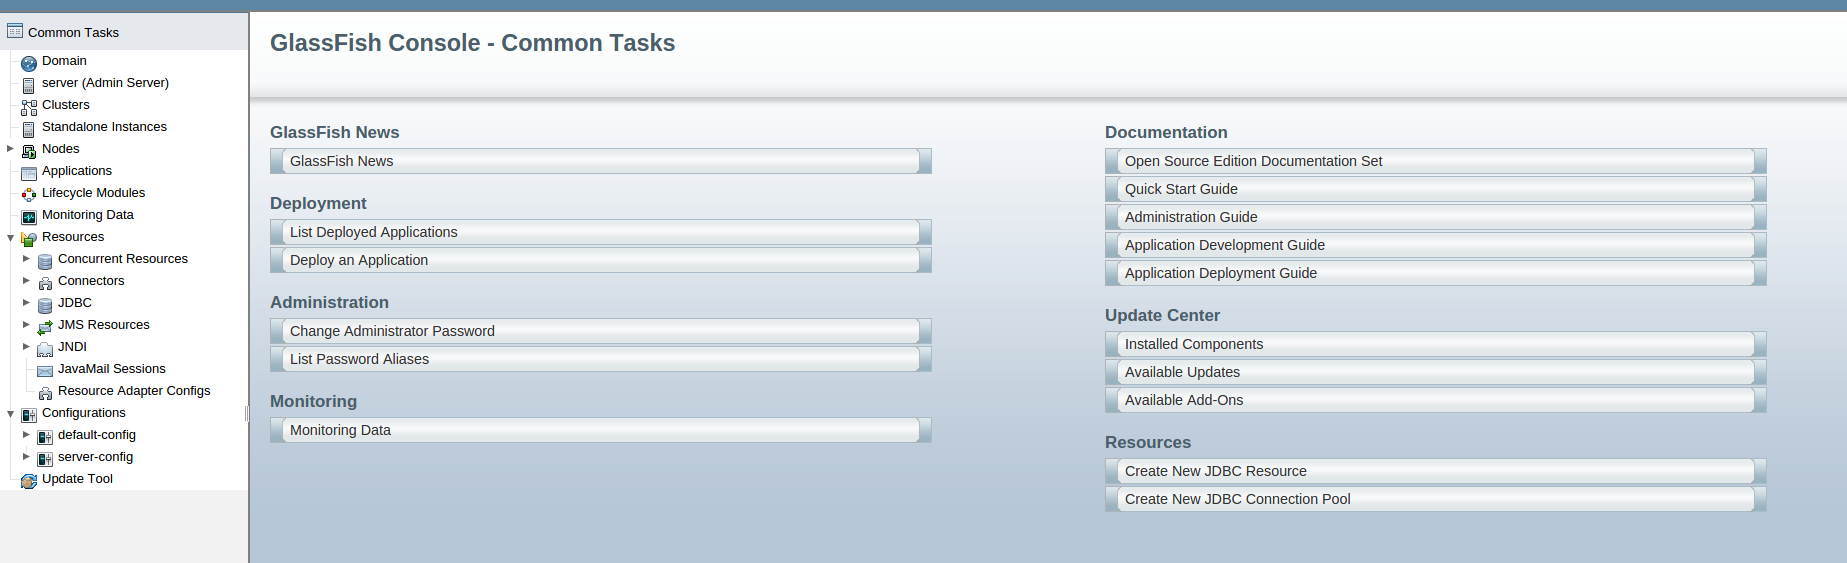 Common Tasks
Domain
server (Admin Server)
Clusters
Standalone Instances
Nodes
Applications
Lifecycle Modules
Monitoring Data
Resources
Concurrent Resources
Connectors
JDBC
JMS Resources
JNDI
JavaMail Sessions
Resource Adapter Configs
Configurations
default-config
server-config
Update Tool
GlassFish Console - Common Tasks
GlassFish News
GlassFish News
Deployment
List Deployed Applications
Deploy an Application
Administration
Change Administrator Password
List Password Aliases
Monitoring
Monitoring Data
Documentation
Open Source Edition Documentation Set
Quick Start Guide
Administration Guide
Application Development Guide
Application Deployment Guide
Update Center
Installed Components
Available Updates
Available Add-Ons
Resources
Create New JDBC Resource
Create New JDBC Connection Pool